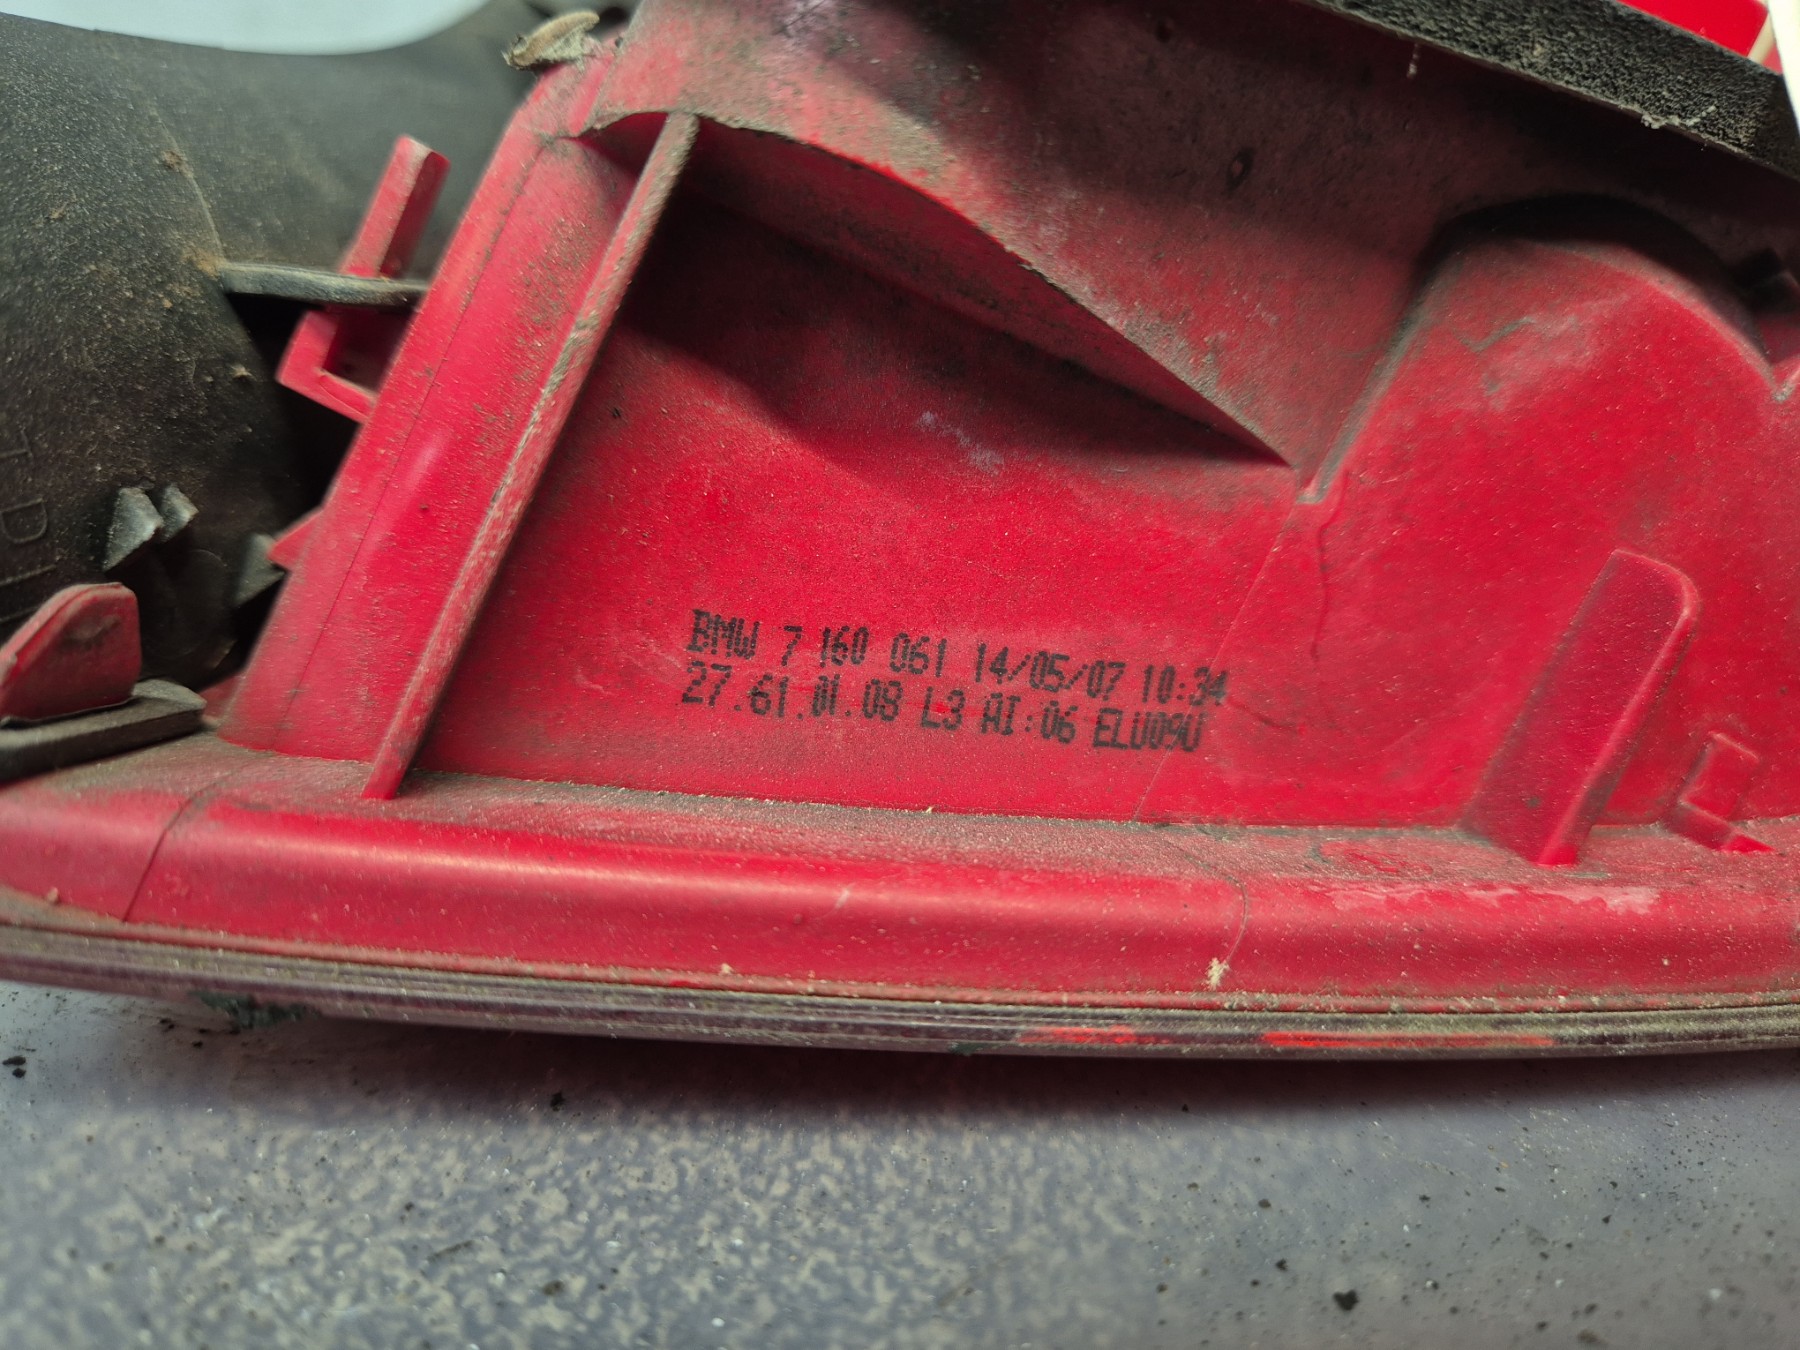 BMW 7 160 061 14/05/07 10:34
27.61.01.08 L3 AI:06 ELU09U